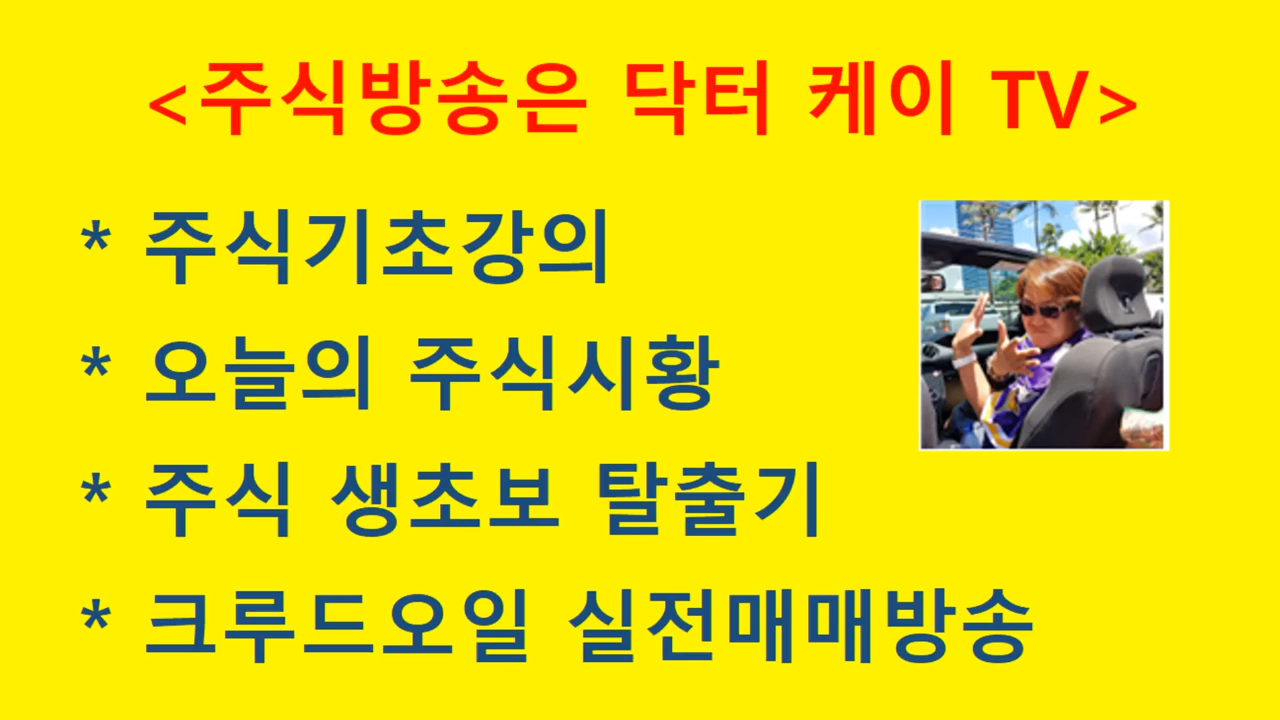 <주식방송은 닥터 케이 TV>
* 주식기초강의
* 오늘의 주식시황
* 주식 생초보 탈출기
* 크루드오일 실전매매방송